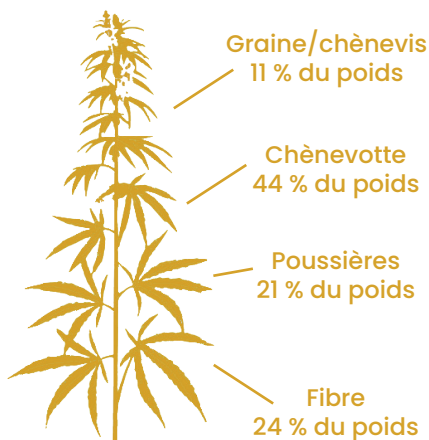 Graine/chènevis
11 % du poids
Chènevotte
44 % du poids
Poussières
21 % du poids
Fibre
24 % du poids